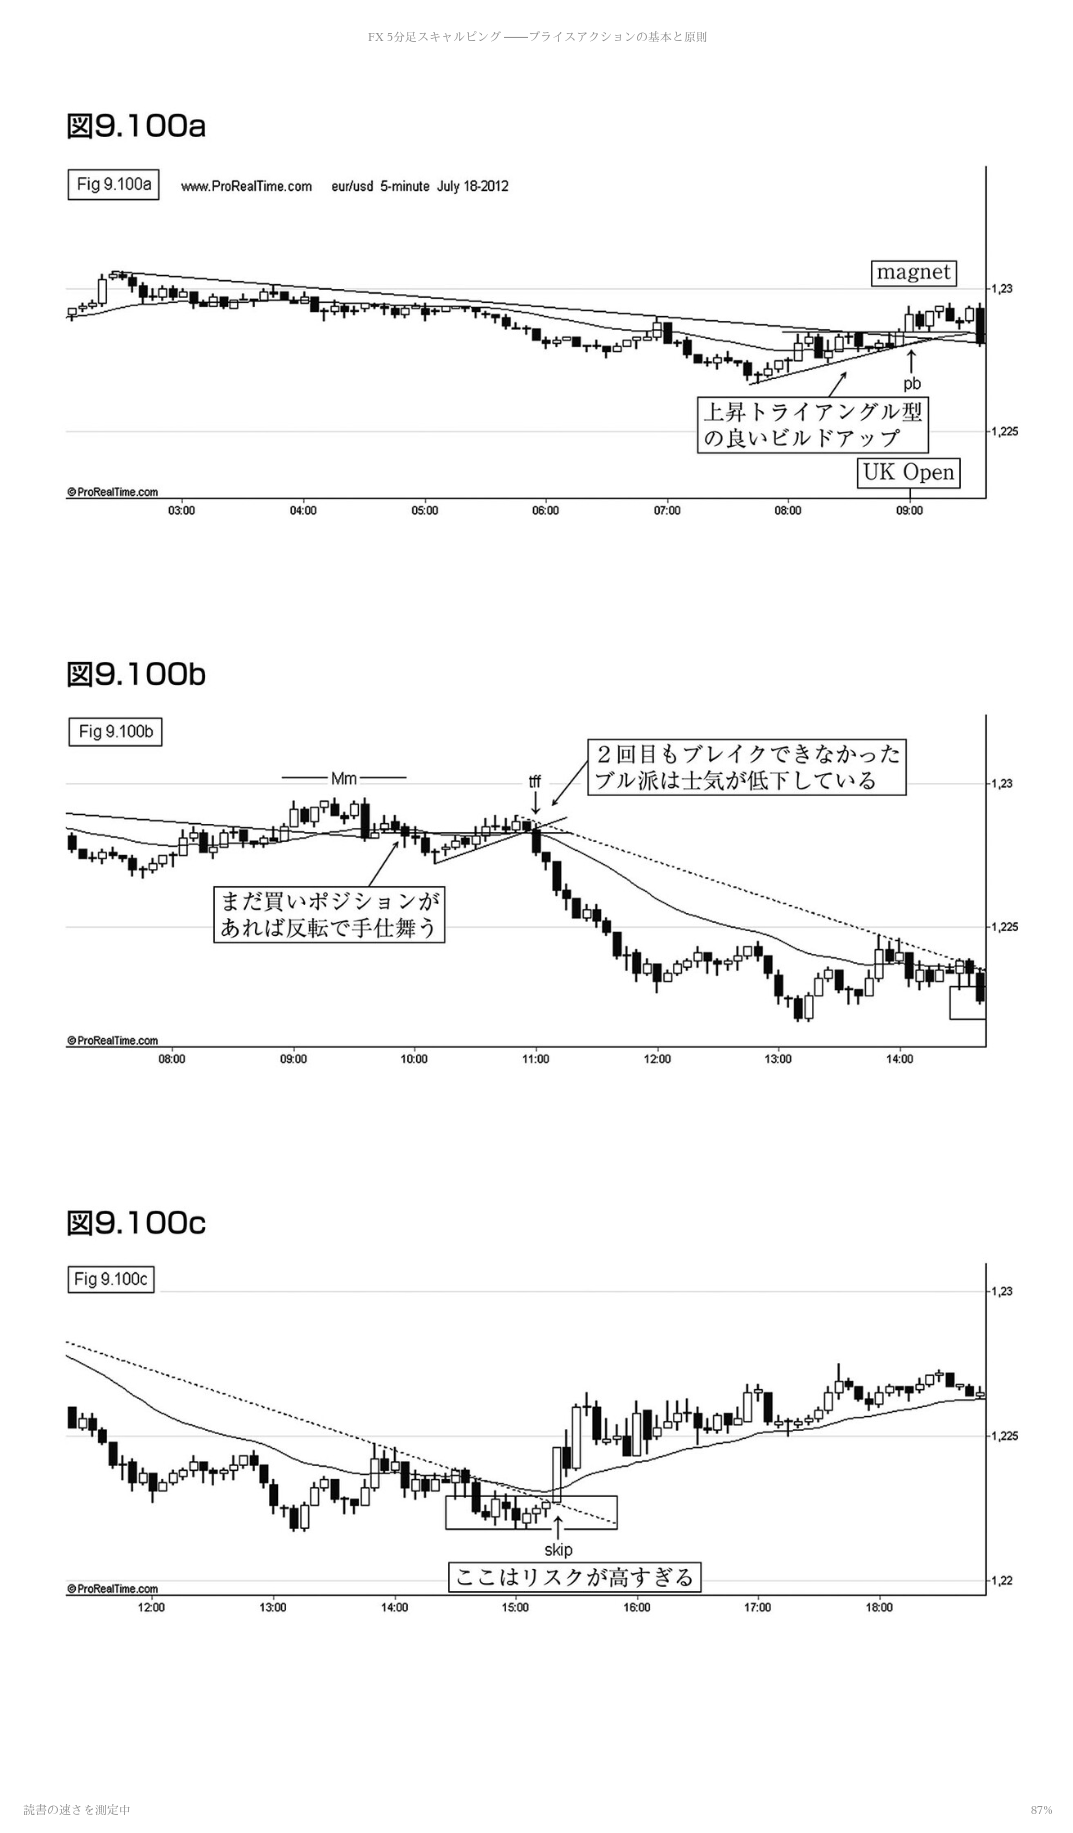 FX 5分足スキャルピング ――プライスアクションの基本と原則
図9.100a
Fig 9.100a
www.ProRealTime.com eur/usd 5-minute July 18-2012
magnet
1,23
pb
上昇トライアングル型
の良いビルドアップ
1,225
UK Open
©ProRealTime.com
03:00 04:00 05:00 06:00 07:00 08:00 09:00
図9.100b
Fig 9.100b
２回目もブレイクできなかった
ブル派は士気が低下している
Mm
tff
1,23
まだ買いポジションが
あれば反転で手仕舞う
1,225
©ProRealTime.com
08:00 09:00 10:00 11:00 12:00 13:00 14:00
図9.100c
Fig 9.100c
1,23
1,225
skip
ここはリスクが高すぎる
1,22
©ProRealTime.com
12:00 13:00 14:00 15:00 16:00 17:00 18:00
読書の速さを測定中
87%